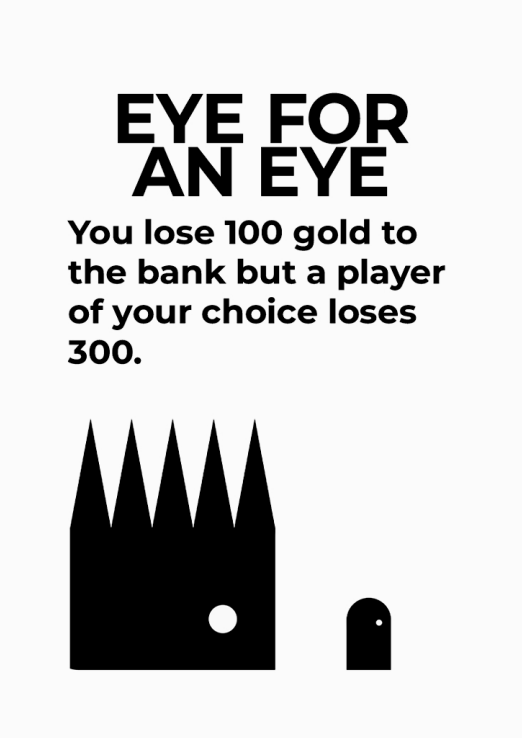 EYE FOR
AN EYE
You lose 100 gold to
the bank but a player
of your choice loses
300.